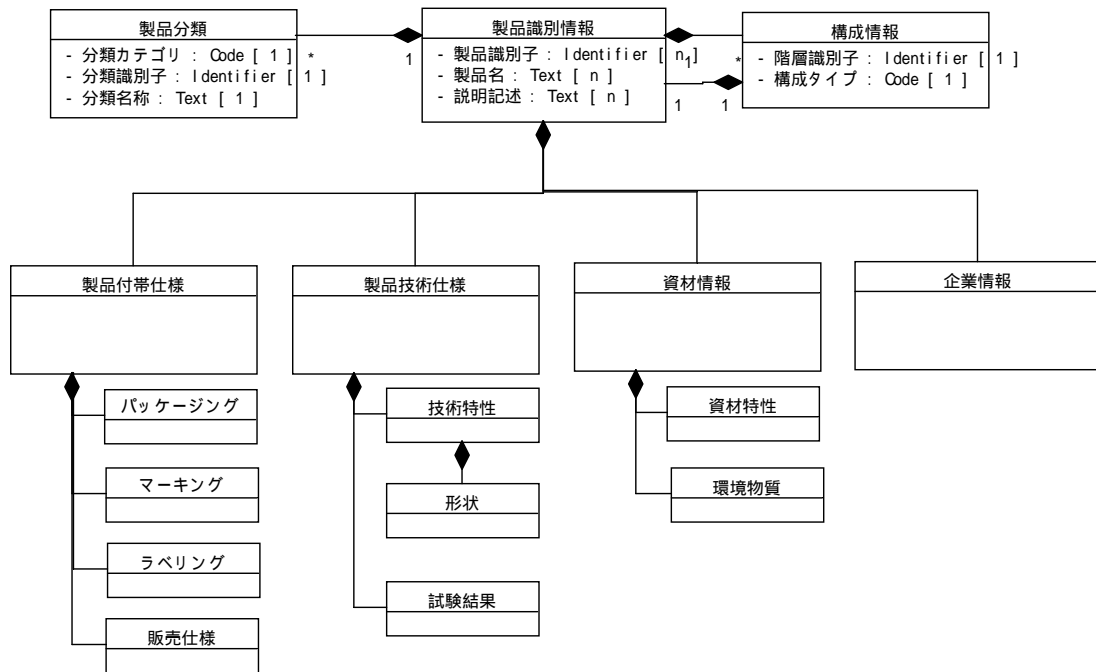 製品分類
- 分類カテゴリ : Code [ 1 ]
- 分類識別子 : Identifier [ 1 ]
- 分類名称 : Text [ 1 ]
*
1
製品識別情報
- 製品識別子 : Identifier [ n ]
- 製品名 : Text [ n ]
- 説明記述 : Text [ n ]
1
*
1
1
構成情報
- 階層識別子 : Identifier [ 1 ]
- 構成タイプ : Code [ 1 ]
製品付帯仕様
製品技術仕様
資材情報
企業情報
パッケージング
マーキング
ラベリング
販売仕様
技術特性
形状
試験結果
資材特性
環境物質